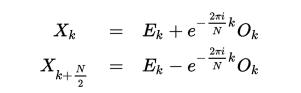 X_k = E_k + e^{-\frac{2\pi i}{N}k} O_k
X_{k+\frac{N}{2}} = E_k - e^{-\frac{2\pi i}{N}k} O_k